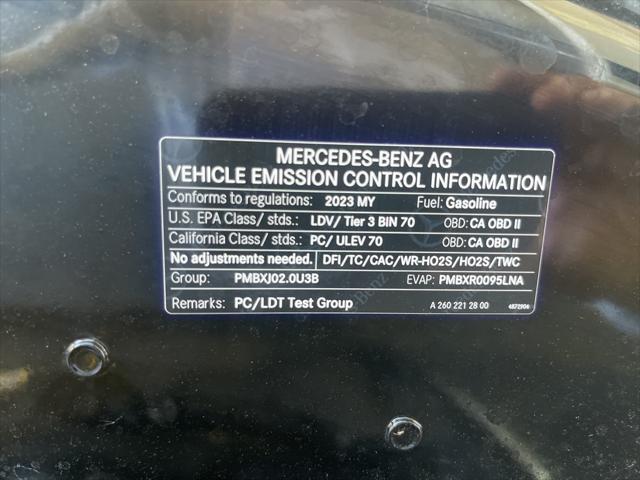 MERCEDES-BENZ AG
VEHICLE EMISSION CONTROL INFORMATION
Conforms to regulations: 2023 MY Fuel: Gasoline
U.S. EPA Class/ stds.: LDV/ Tier 3 BIN 70 OBD: CA OBD II
California Class/ stds.: PC/ ULEV 70 OBD: CA OBD II
No adjustments needed. DFI/TC/CAC/WR-HO2S/HO2S/TWC
Group: PMBXJ02.0U3B EVAP: PMBXR0095LNA
Remarks: PC/LDT Test Group A 260 221 28 00 4872906